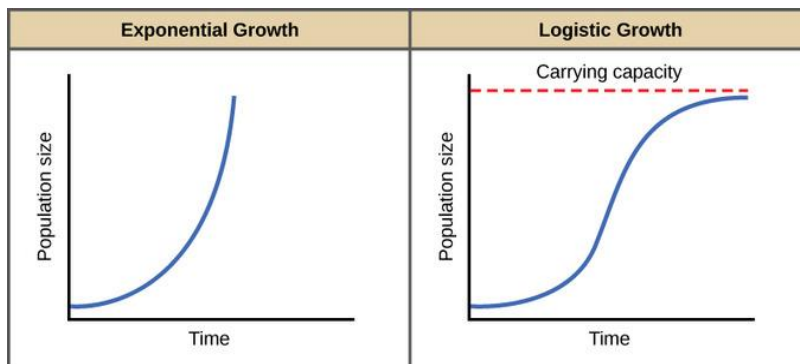 Exponential Growth
Population size
Time
Logistic Growth
Carrying capacity
Population size
Time